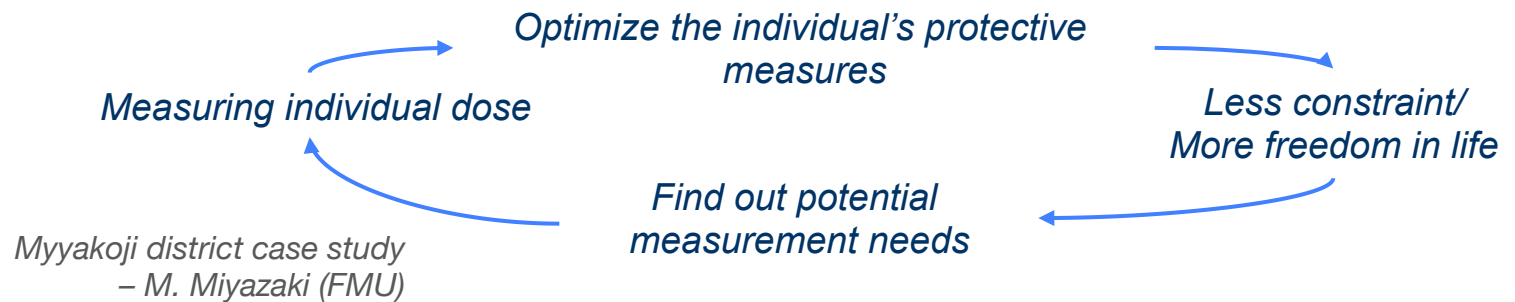 Optimize the individual’s protective
measures
Measuring individual dose
Less constraint/
More freedom in life
Find out potential
measurement needs
Myyakoji district case study
– M. Miyazaki (FMU)